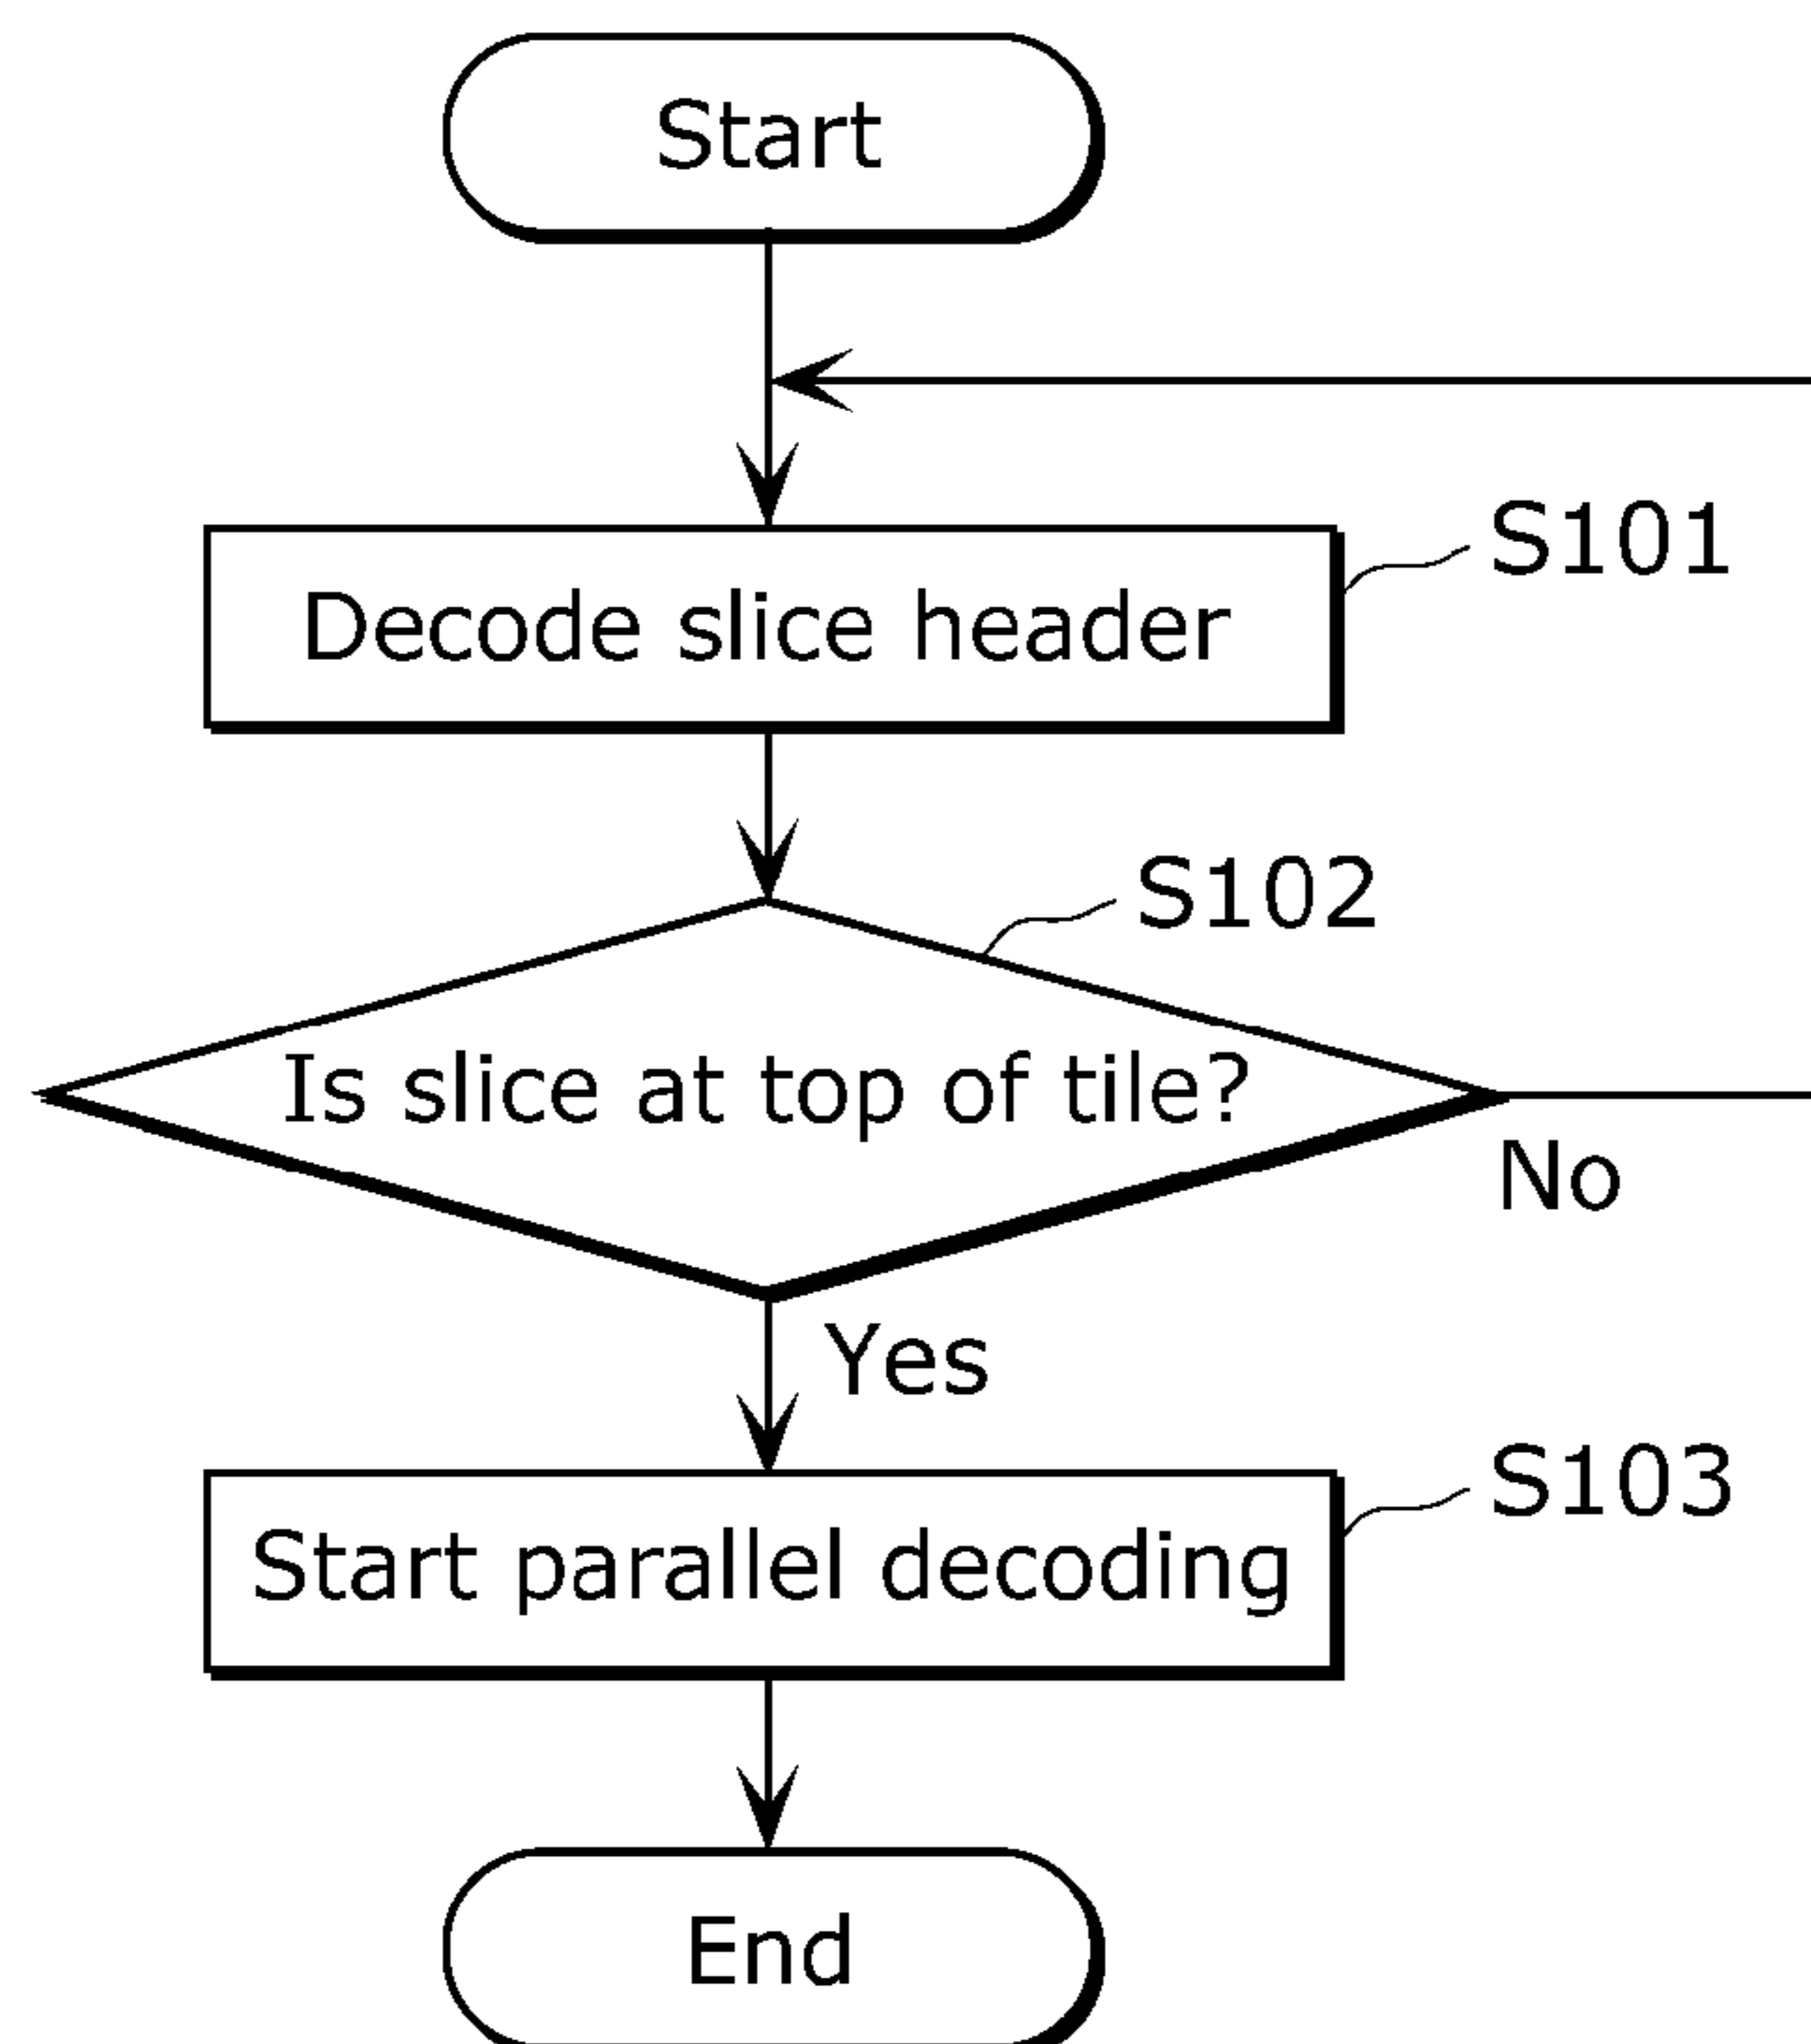 Start
S101
Decode slice header
S102
Is slice at top of tile?
No
Yes
S103
Start parallel decoding
End